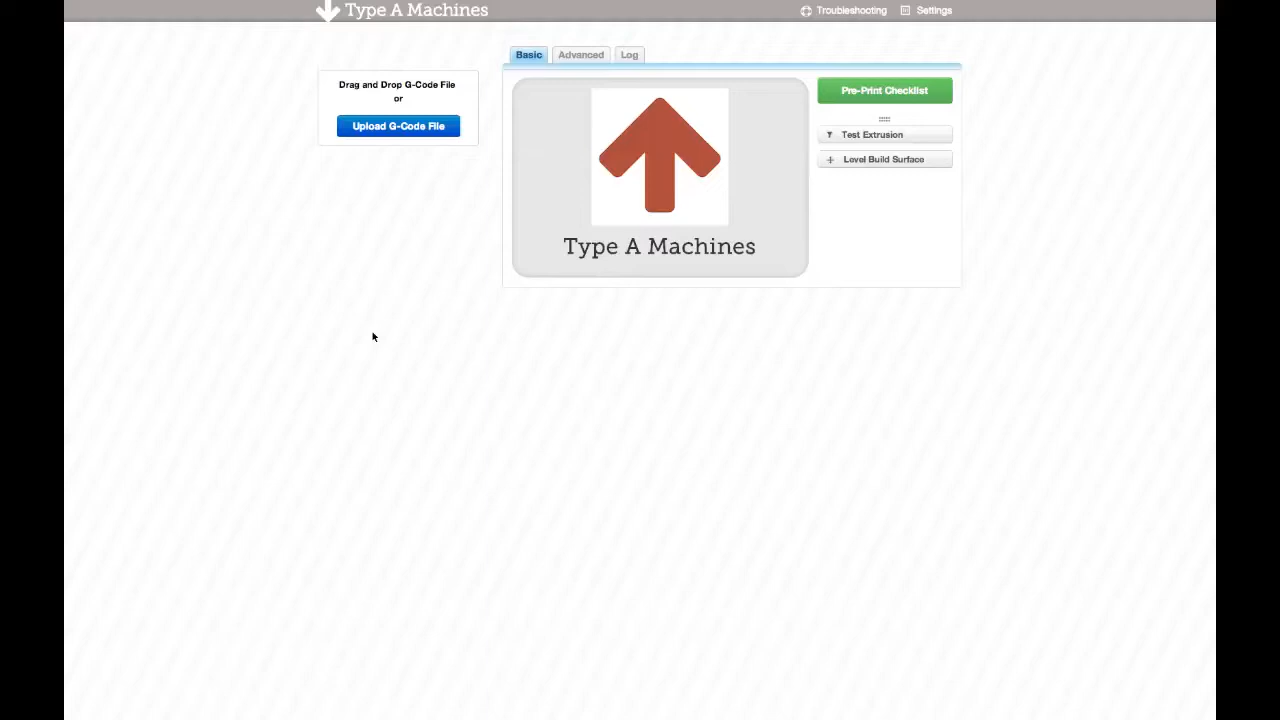 Type A Machines
Troubleshooting
Settings
Basic
Advanced
Log
Drag and Drop G-Code File
or
Upload G-Code File
Type A Machines
Pre-Print Checklist
Test Extrusion
Level Build Surface